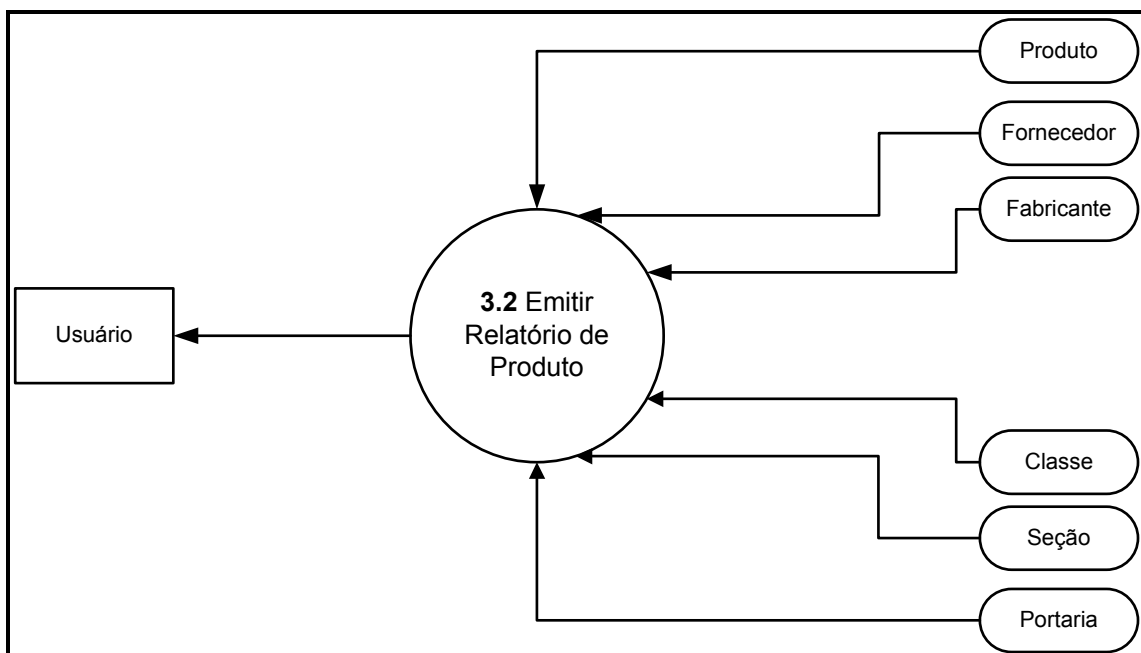 Produto
Fornecedor
Fabricante
3.2 Emitir
Relatório de
Produto
Usuário
Classe
Seção
Portaria